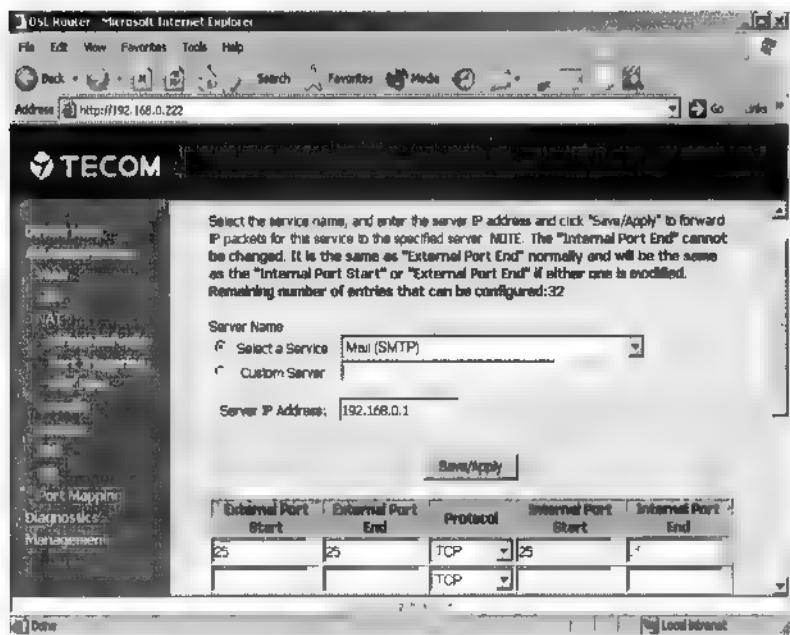 DSL Router Microsoft Internet Explorer
File Edit View Favorites Tools Help
Back Search Favorites Media
Address http://192.168.0.222 Go Links
TECOM
Select the service name, and enter the server IP address and click "Save/Apply" to forward
IP packets for this service to the specified server NOTE. The "Internal Port End" cannot
be changed. It is the same as "External Port End" normally and will be the same
as the "Internal Port Start" or "External Port End" if either one is modified.
Remaining number of entries that can be configured:32
NAT
Server Name
Select a Service Mail (SMTP)
Custom Server
Server IP Address: 192.168.0.1
Save/Apply
Port Mapping
Diagnostics
Management
External Port Start External Port End Protocol Internal Port Start Internal Port End
25 25 TCP 25
TCP
Done Local intranet